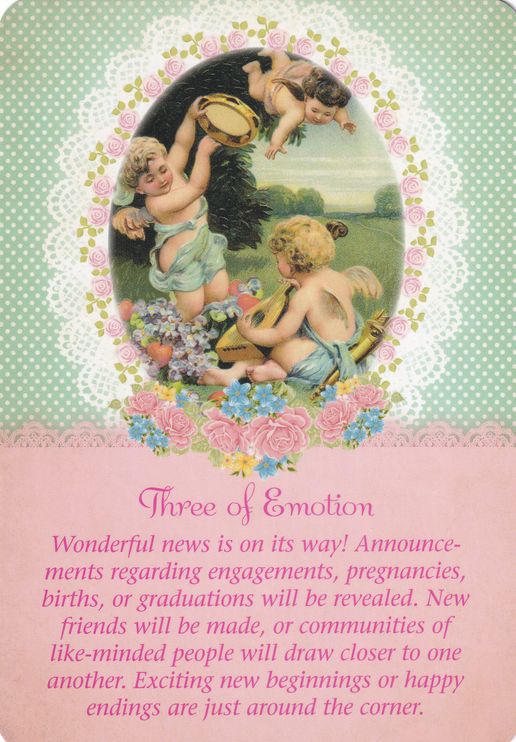 Three of Emotion
Wonderful news is on its way! Announce-
ments regarding engagements, pregnancies,
births, or graduations will be revealed. New
friends will be made, or communities of
like-minded people will draw closer to one
another. Exciting new beginnings or happy
endings are just around the corner.